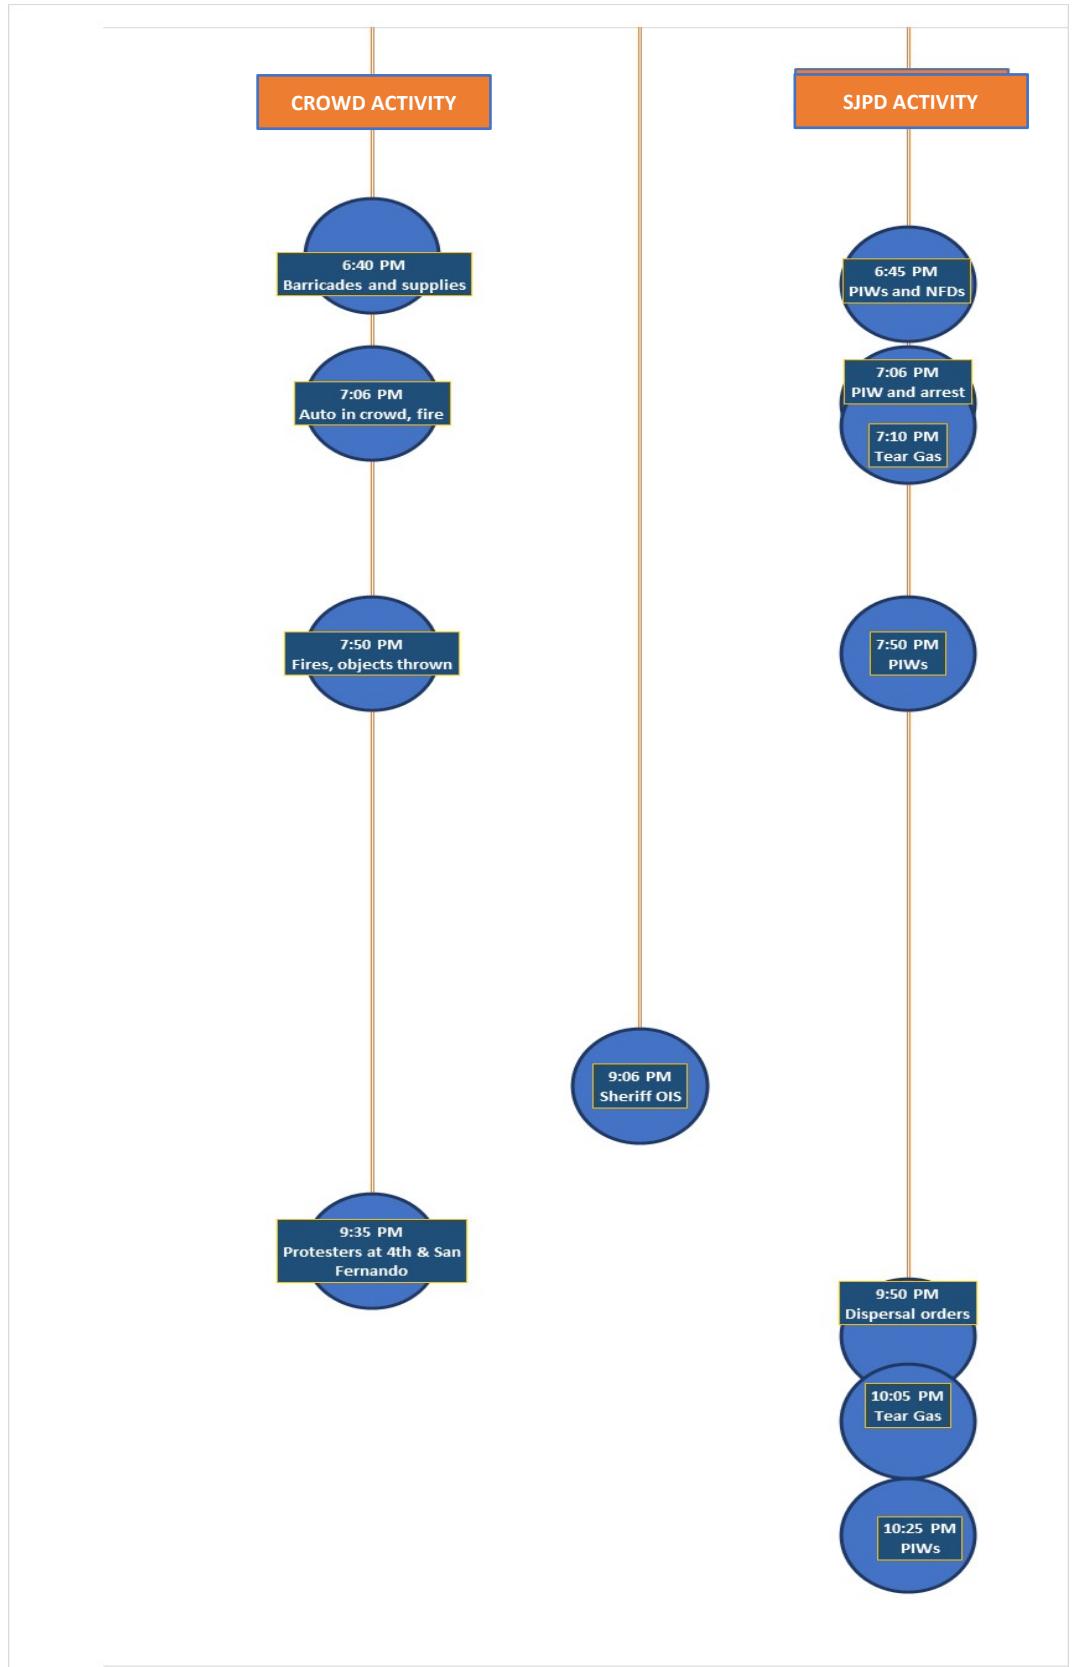 CROWD ACTIVITY
SJPD ACTIVITY
6:40 PM
Barricades and supplies
6:45 PM
PIWs and NFDs
7:06 PM
Auto in crowd, fire
7:06 PM
PIW and arrest
7:10 PM
Tear Gas
7:50 PM
Fires, objects thrown
7:50 PM
PIWs
9:06 PM
Sheriff OIS
9:35 PM
Protesters at 4th & San
Fernando
9:50 PM
Dispersal orders
10:05 PM
Tear Gas
10:25 PM
PIWs